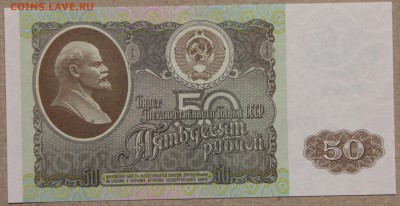 COINS.LAVE.RU
50
Билет
Государственного Банка СССР
Пятьдесят
рублей
50
50 50